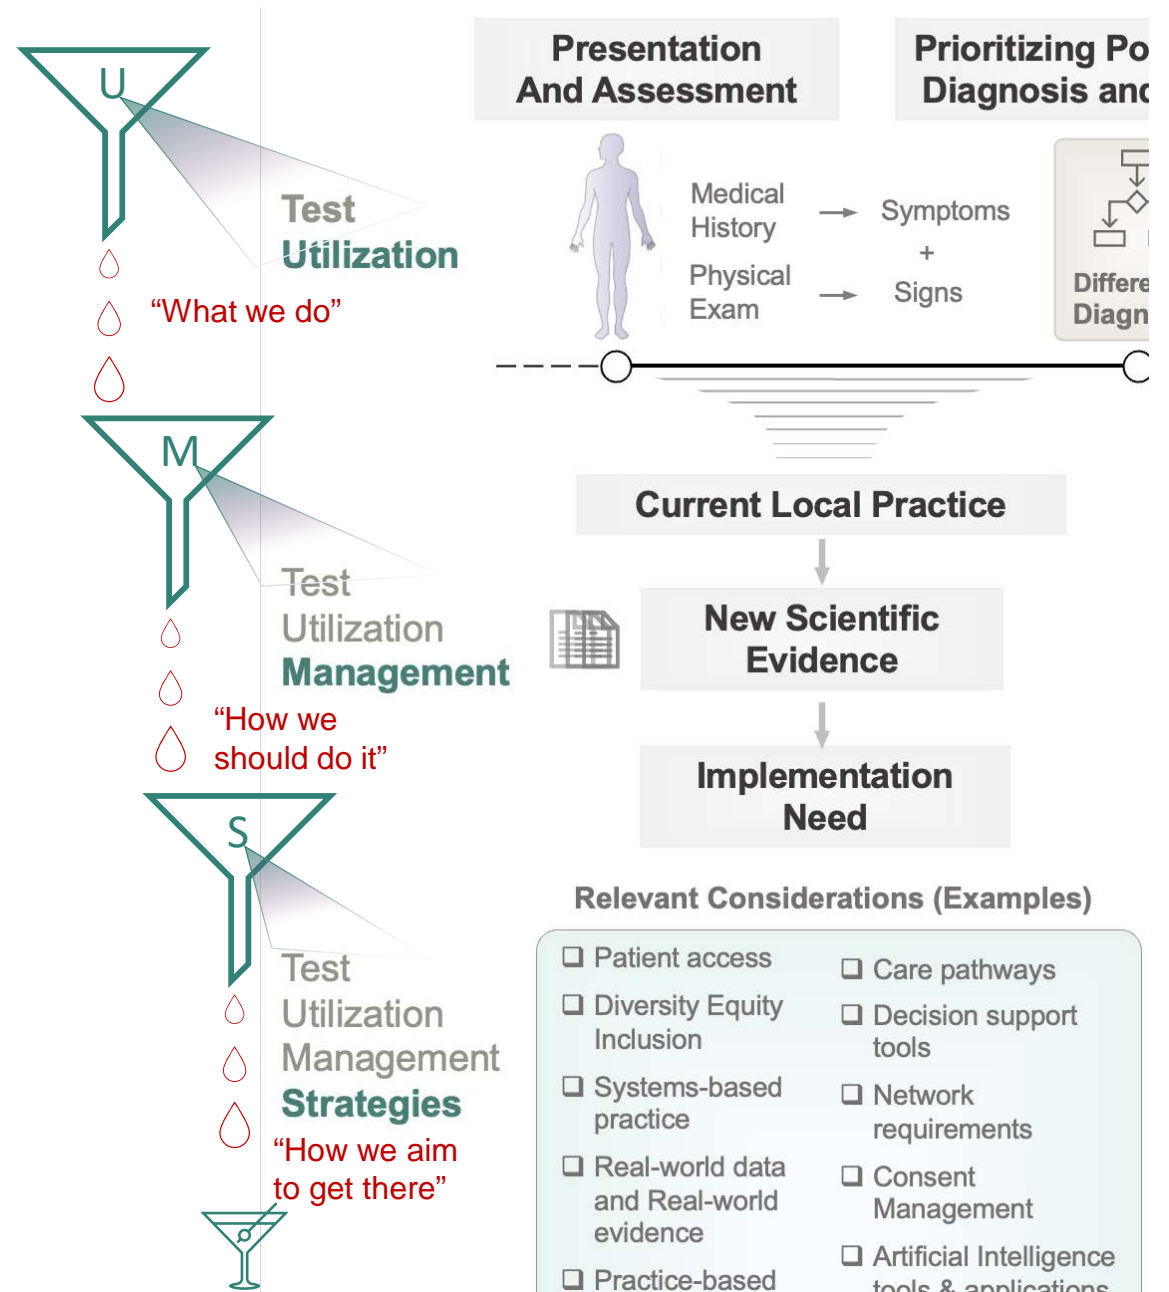 U
Test
Utilization
“What we do”
M
Test
Utilization
Management
“How we
should do it”
S
Test
Utilization
Management
Strategies
“How we aim
to get there”
Presentation
And Assessment
Prioritizing Po
Diagnosis and
Medical
History
Symptoms
+
Physical
Exam
Signs
Differe
Diagn
Current Local Practice
New Scientific
Evidence
Implementation
Need
Relevant Considerations (Examples)
Patient access
Diversity Equity
Inclusion
Systems-based
practice
Real-world data
and Real-world
evidence
Practice-based
Care pathways
Decision support
tools
Network
requirements
Consent
Management
Artificial Intelligence
tools & applications